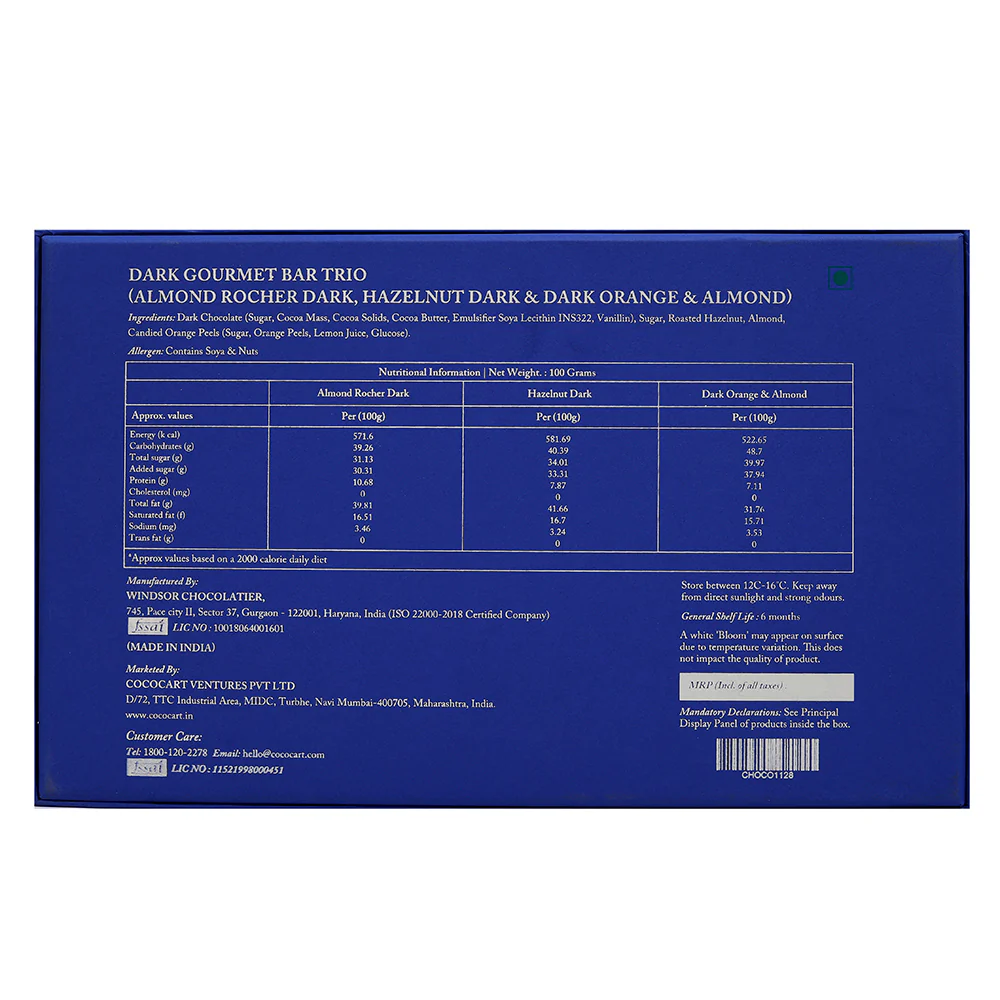 DARK GOURMET BAR TRIO
(ALMOND ROCHER DARK, HAZELNUT DARK & DARK ORANGE & ALMOND)
Ingredients: Dark Chocolate (Sugar, Cocoa Mass, Cocoa Solids, Cocoa Butter, Emulsifier Soya Lecithin INS322, Vanillin), Sugar, Roasted Hazelnut, Almond,
Candied Orange Peels (Sugar, Orange Peels, Lemon Juice, Glucose).
Allergen: Contains Soya & Nuts
Nutritional Information | Net Weight. : 100 Grams
Almond Rocher Dark Hazelnut Dark Dark Orange & Almond
Approx. values Per (100g) Per (100g) Per (100g)
Energy (k cal) 571.6 581.69 522.65
Carbohydrates (g) 39.26 40.39 48.7
Total sugar (g) 31.13 34.01 39.97
Added sugar (g) 30.31 33.31 37.94
Protein (g) 10.68 7.87 7.11
Cholesterol (mg) 0 0 0
Total fat (g) 39.81 41.66 31.76
Saturated fat (f) 16.51 16.7 15.71
Sodium (mg) 3.46 3.24 3.53
Trans fat (g) 0 0 0
*Approx values based on a 2000 calorie daily diet
Manufactured By:
WINDSOR CHOCOLATIER,
745, Pace city II, Sector 37, Gurgaon - 122001, Haryana, India (ISO 22000-2018 Certified Company)
fssai LIC NO : 10018064001601
(MADE IN INDIA)
Marketed By:
COCOCART VENTURES PVT LTD
D/72, TTC Industrial Area, MIDC, Turbhe, Navi Mumbai-400705, Maharashtra, India.
www.cococart.in
Customer Care:
Tel: 1800-120-2278 Email: hello@cococart.com
fssai LIC NO : 11521998000451
Store between 12C-16°C. Keep away
from direct sunlight and strong odours.
General Shelf Life : 6 months
A white 'Bloom' may appear on surface
due to temperature variation. This does
not impact the quality of product.
MRP (Incl. of all taxes) :
Mandatory Declarations: See Principal
Display Panel of products inside the box.
CHOCO1128